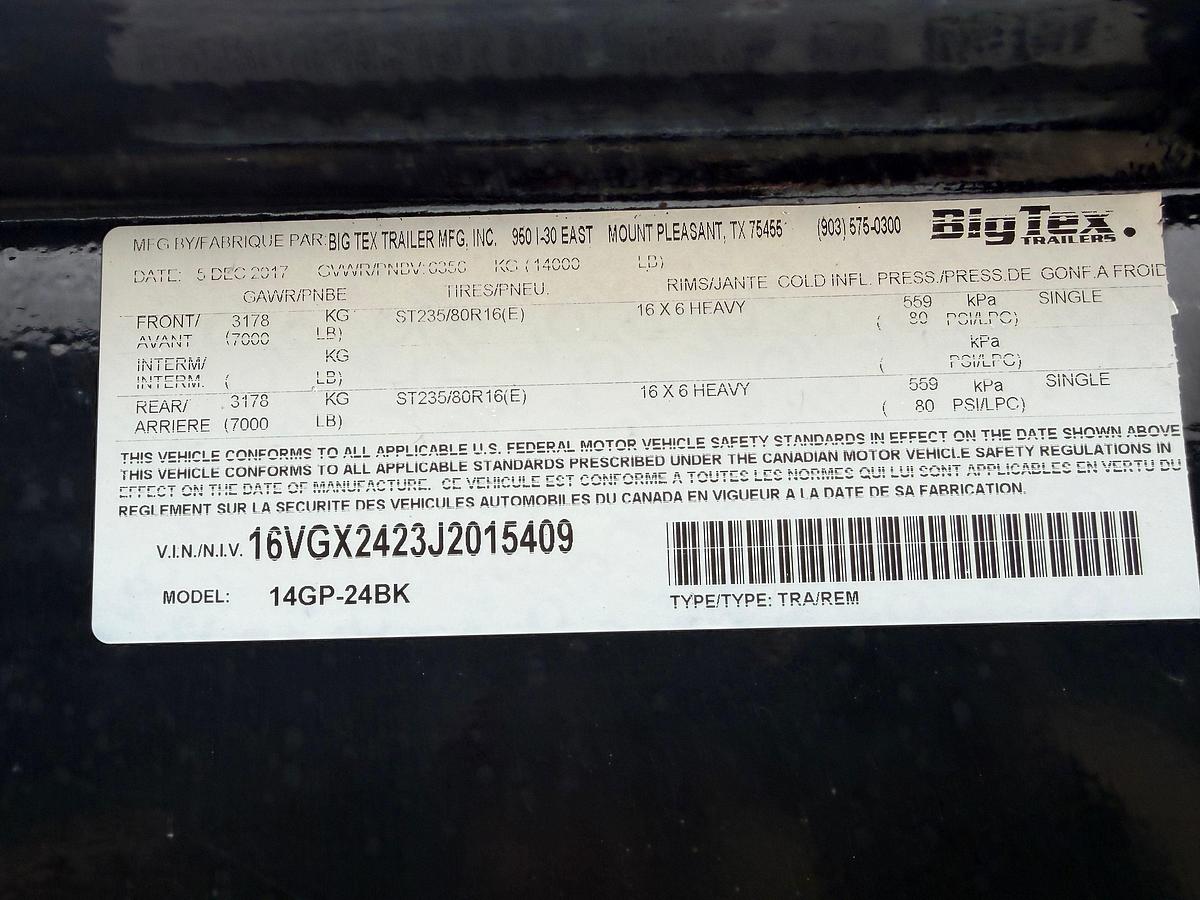 MFG BY/FABRIQUE PAR: BIG TEX TRAILER MFG, INC. 950 I-30 EAST MOUNT PLEASANT, TX 75455 (903) 575-0300 Big Tex TRAILERS
DATE: 5 DEC 2017 GVWR/PNBV: 6356 KG (14000 LB)
GAWR/PNBE TIRES/PNEU. RIMS/JANTE COLD INFL. PRESS./PRESS.DE GONF.A FROID
FRONT/ 3178 KG ST235/80R16(E) 16 X 6 HEAVY 559 kPa SINGLE
AVANT (7000 LB) ( 80 PSI/LPC)
INTERM/ KG kPa
INTERM. ( LB) ( PSI/LPC)
REAR/ 3178 KG ST235/80R16(E) 16 X 6 HEAVY 559 kPa SINGLE
ARRIERE (7000 LB) ( 80 PSI/LPC)
THIS VEHICLE CONFORMS TO ALL APPLICABLE U.S. FEDERAL MOTOR VEHICLE SAFETY STANDARDS IN EFFECT ON THE DATE SHOWN ABOVE
THIS VEHICLE CONFORMS TO ALL APPLICABLE STANDARDS PRESCRIBED UNDER THE CANADIAN MOTOR VEHICLE SAFETY REGULATIONS IN
EFFECT ON THE DATE OF MANUFACTURE. CE VEHICULE EST CONFORME A TOUTES LES NORMES QUI LUI SONT APPLICABLES EN VERTU DU
REGLEMENT SUR LA SECURITE DES VEHICULES AUTOMOBILES DU CANADA EN VIGUEUR A LA DATE DE SA FABRICATION.
V.I.N./N.I.V. 16VGX2423J2015409
MODEL: 14GP-24BK
TYPE/TYPE: TRA/REM